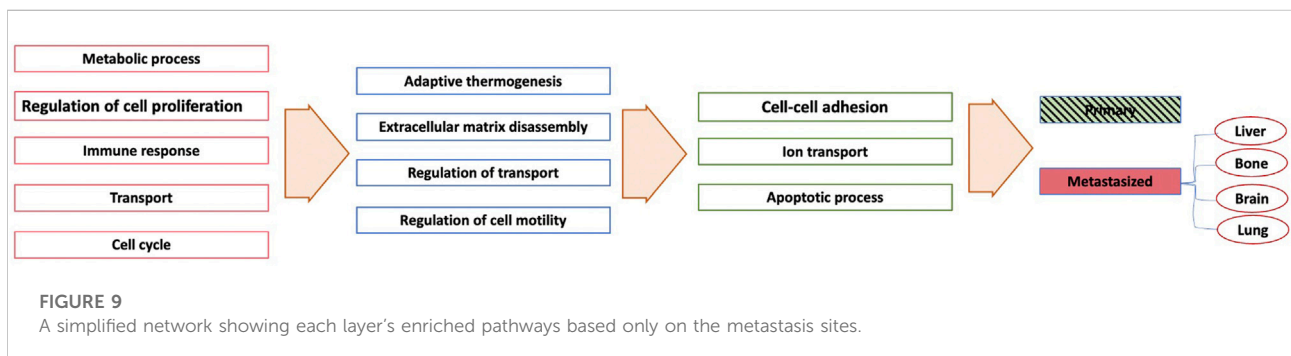 Metabolic process
Regulation of cell proliferation
Immune response
Transport
Cell cycle
Adaptive thermogenesis
Extracellular matrix disassembly
Regulation of transport
Regulation of cell motility
Cell-cell adhesion
Ion transport
Apoptotic process
Primary
Metastasized
Liver
Bone
Brain
Lung
FIGURE 9
A simplified network showing each layer's enriched pathways based only on the metastasis sites.